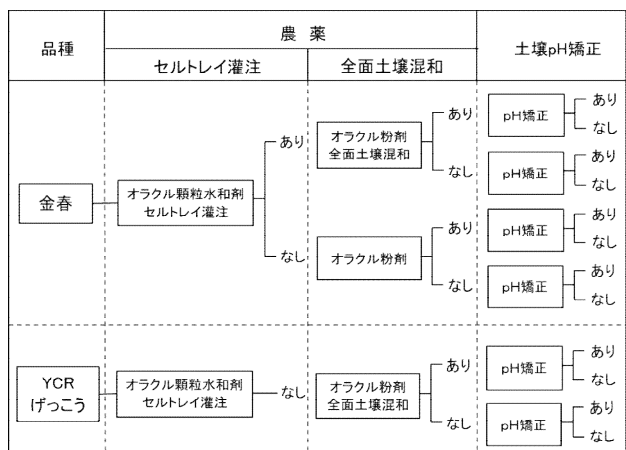 品種
農 薬
土壌pH矯正
セルトレイ灌注
全面土壌混和
金春
オラクル顆粒水和剤
セルトレイ灌注
あり
なし
オラクル粉剤
全面土壌混和
あり
なし
オラクル粉剤
あり
なし
pH矯正
あり
なし
pH矯正
あり
なし
pH矯正
あり
なし
pH矯正
あり
なし
YCR
げっこう
オラクル顆粒水和剤
セルトレイ灌注
なし
オラクル粉剤
全面土壌混和
あり
なし
pH矯正
あり
なし
pH矯正
あり
なし